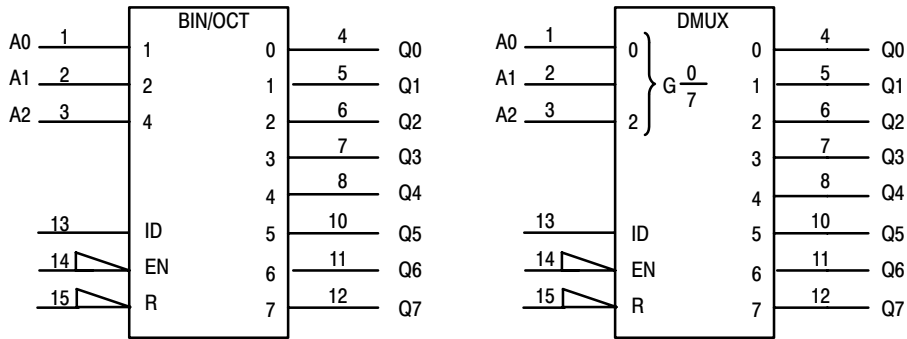 BIN/OCT
A0 1 1 0 4 Q0
A1 2 2 1 5 Q1
A2 3 4 2 6 Q2
3 7 Q3
4 8 Q4
13 ID 5 10 Q5
14 EN 6 11 Q6
15 R 7 12 Q7
DMUX
A0 1 0 0 4 Q0
A1 2 G 0/7 1 5 Q1
A2 3 2 2 6 Q2
3 7 Q3
4 8 Q4
13 ID 5 10 Q5
14 EN 6 11 Q6
15 R 7 12 Q7